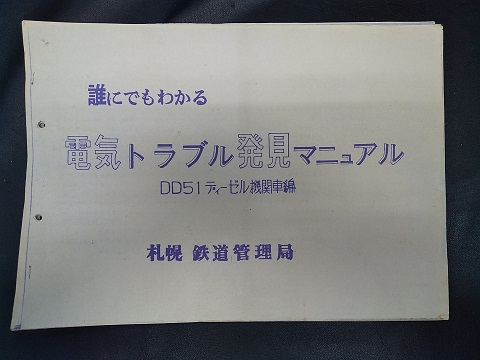 誰にでもわかる
電気トラブル発見マニュアル
DD51ディーゼル機関車編
札幌 鉄道管理局